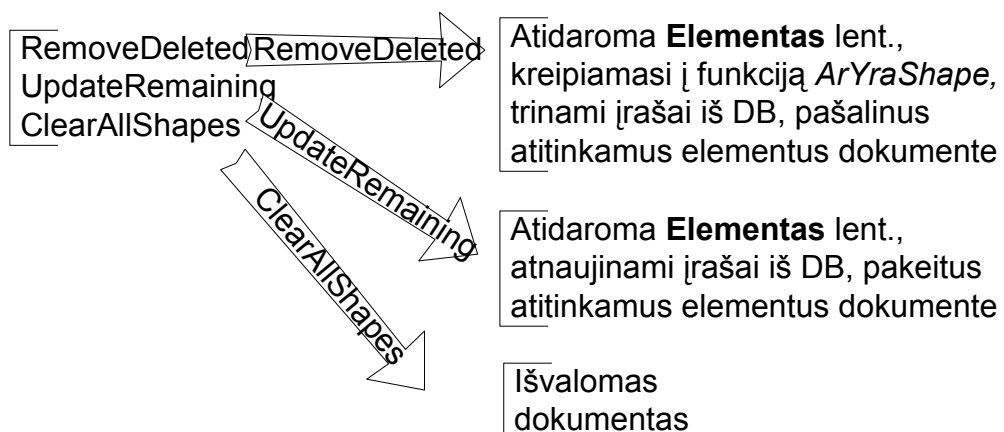 RemoveDeleted
UpdateRemaining
ClearAllShapes
RemoveDeleted
UpdateRemaining
ClearAllShapes
Atidaroma Elementas lent.,
kreipiamasi į funkciją ArYraShape,
trinami įrašai iš DB, pašalinus
atitinkamus elementus dokumente
Atidaroma Elementas lent.,
atnaujinami įrašai iš DB, pakeitus
atitinkamus elementus dokumente
Išvalomas
dokumentas